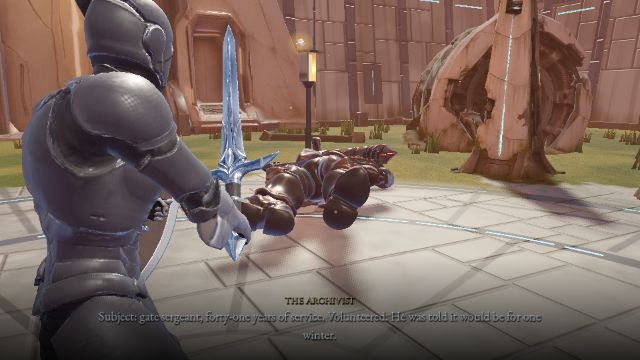 THE ARCHIVIST
Subject: gate sergeant, forty-one years of service. Volunteered. He was told it would be for one
winter.